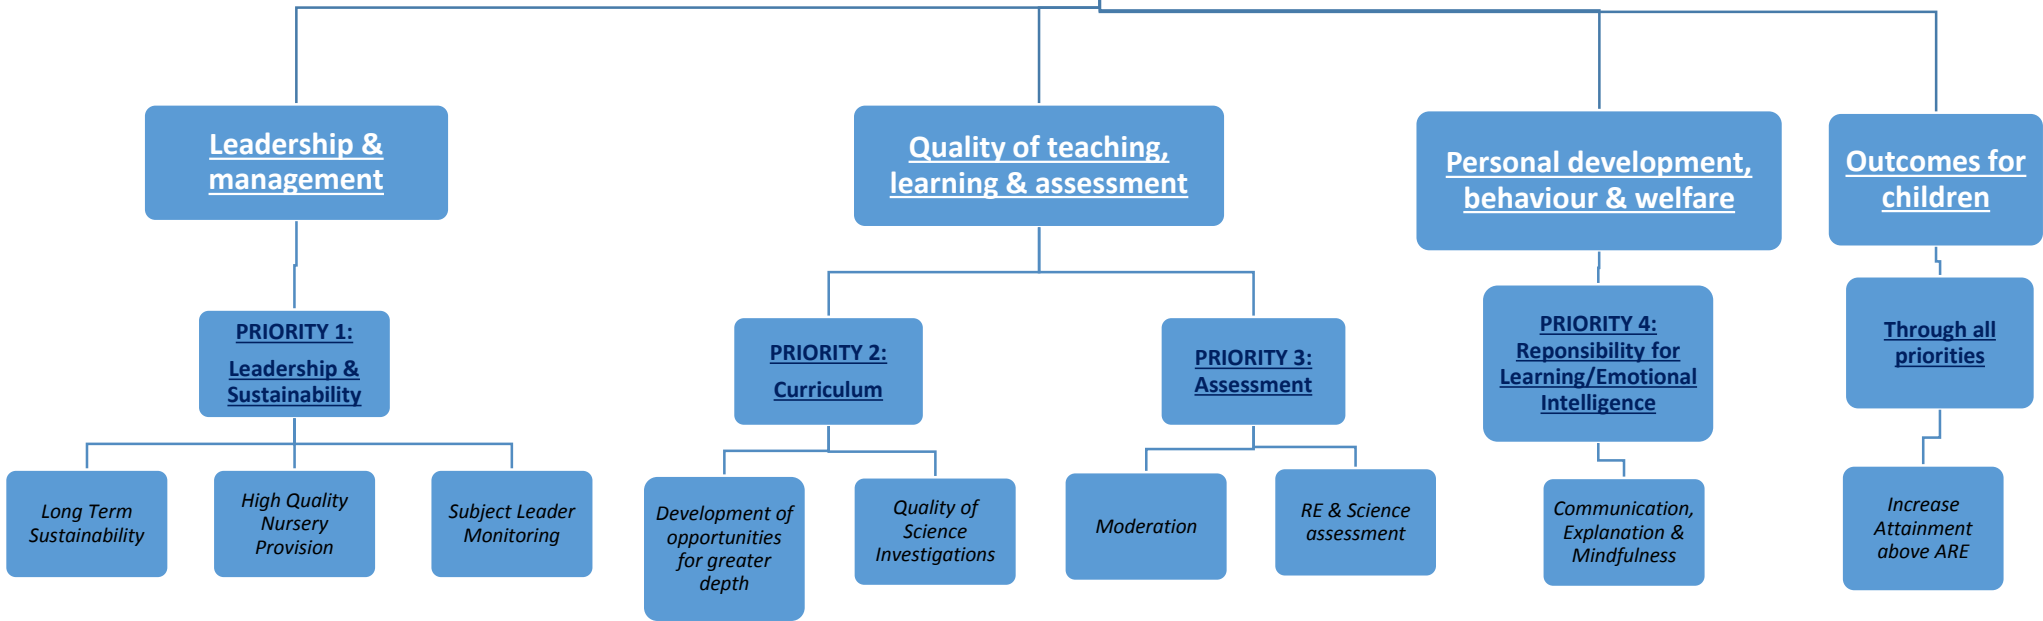 Leadership &
management
Quality of teaching,
learning & assessment
Personal development,
behaviour & welfare
Outcomes for
children
PRIORITY 1:
Leadership &
Sustainability
PRIORITY 2:
Curriculum
PRIORITY 3:
Assessment
PRIORITY 4:
Reponsibility for
Learning/Emotional
Intelligence
Through all
priorities
Long Term
Sustainability
High Quality
Nursery
Provision
Subject Leader
Monitoring
Development of
opportunities
for greater
depth
Quality of
Science
Investigations
Moderation
RE & Science
assessment
Communication,
Explanation &
Mindfulness
Increase
Attainment
above ARE